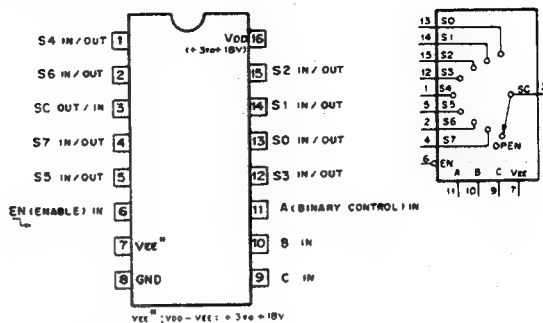 S4 IN/OUT 1
S6 IN/OUT 2
SC OUT/IN 3
S7 IN/OUT 4
S5 IN/OUT 5
EN (ENABLE) IN 6
7 VEE*
8 GND
VDD 16
(+3 to +18V)
15 S2 IN/OUT
14 S1 IN/OUT
13 S0 IN/OUT
12 S3 IN/OUT
11 A (BINARY CONTROL) IN
10 B IN
9 C IN
VEE* : VDD - VEE : +3 to +18V
13 S0
14 S1
15 S2
12 S3
1 S4
5 S5
2 S6
4 S7
SC
OPEN
6 EN
A B C VEE
11 10 9 7